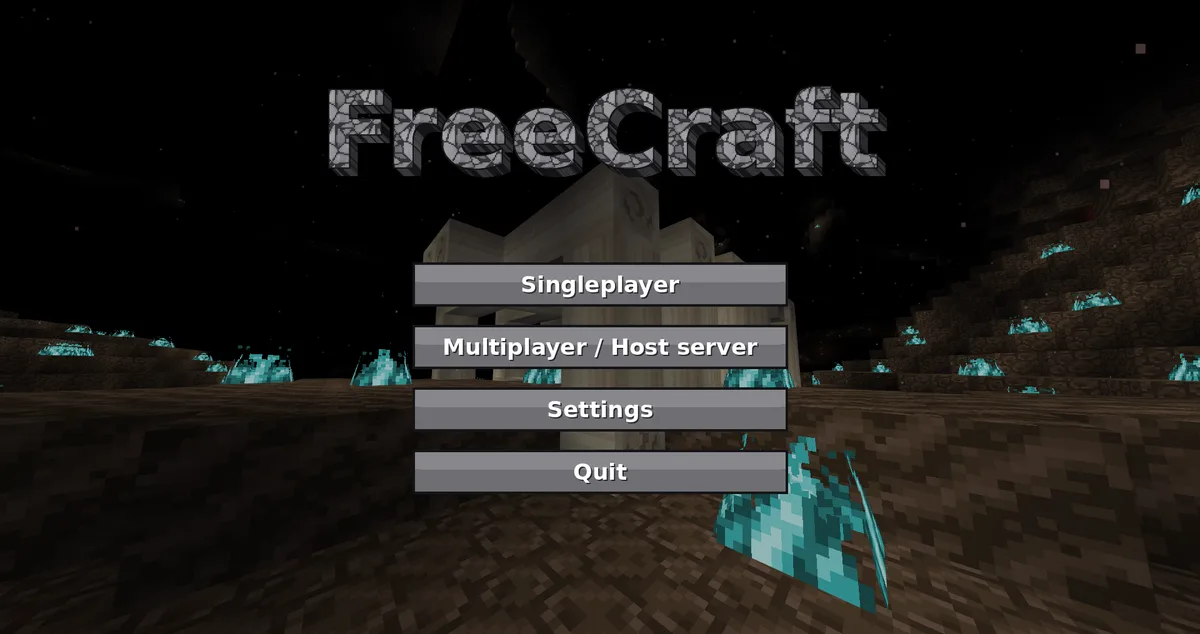 FreeCraft
Singleplayer
Multiplayer / Host server
Settings
Quit